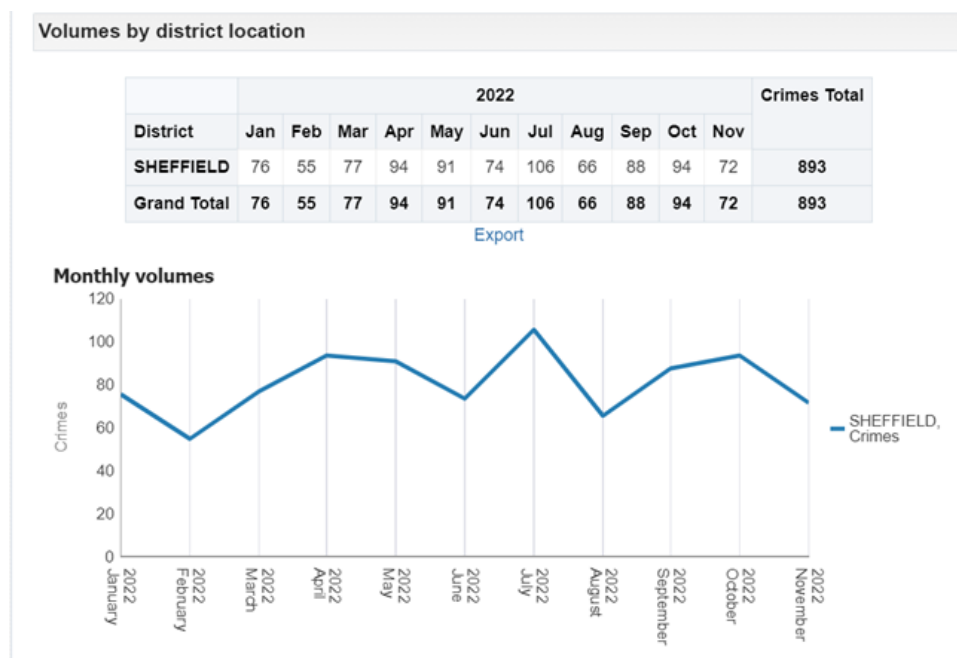 Volumes by district location
2022 Crimes Total
District Jan Feb Mar Apr May Jun Jul Aug Sep Oct Nov
SHEFFIELD 76 55 77 94 91 74 106 66 88 94 72 893
Grand Total 76 55 77 94 91 74 106 66 88 94 72 893
Export
Monthly volumes
120
100
80
60
40
20
0
Crimes
SHEFFIELD,
Crimes
2022
January
2022
February
2022
March
2022
April
2022
May
2022
June
2022
July
2022
August
2022
September
2022
October
2022
November